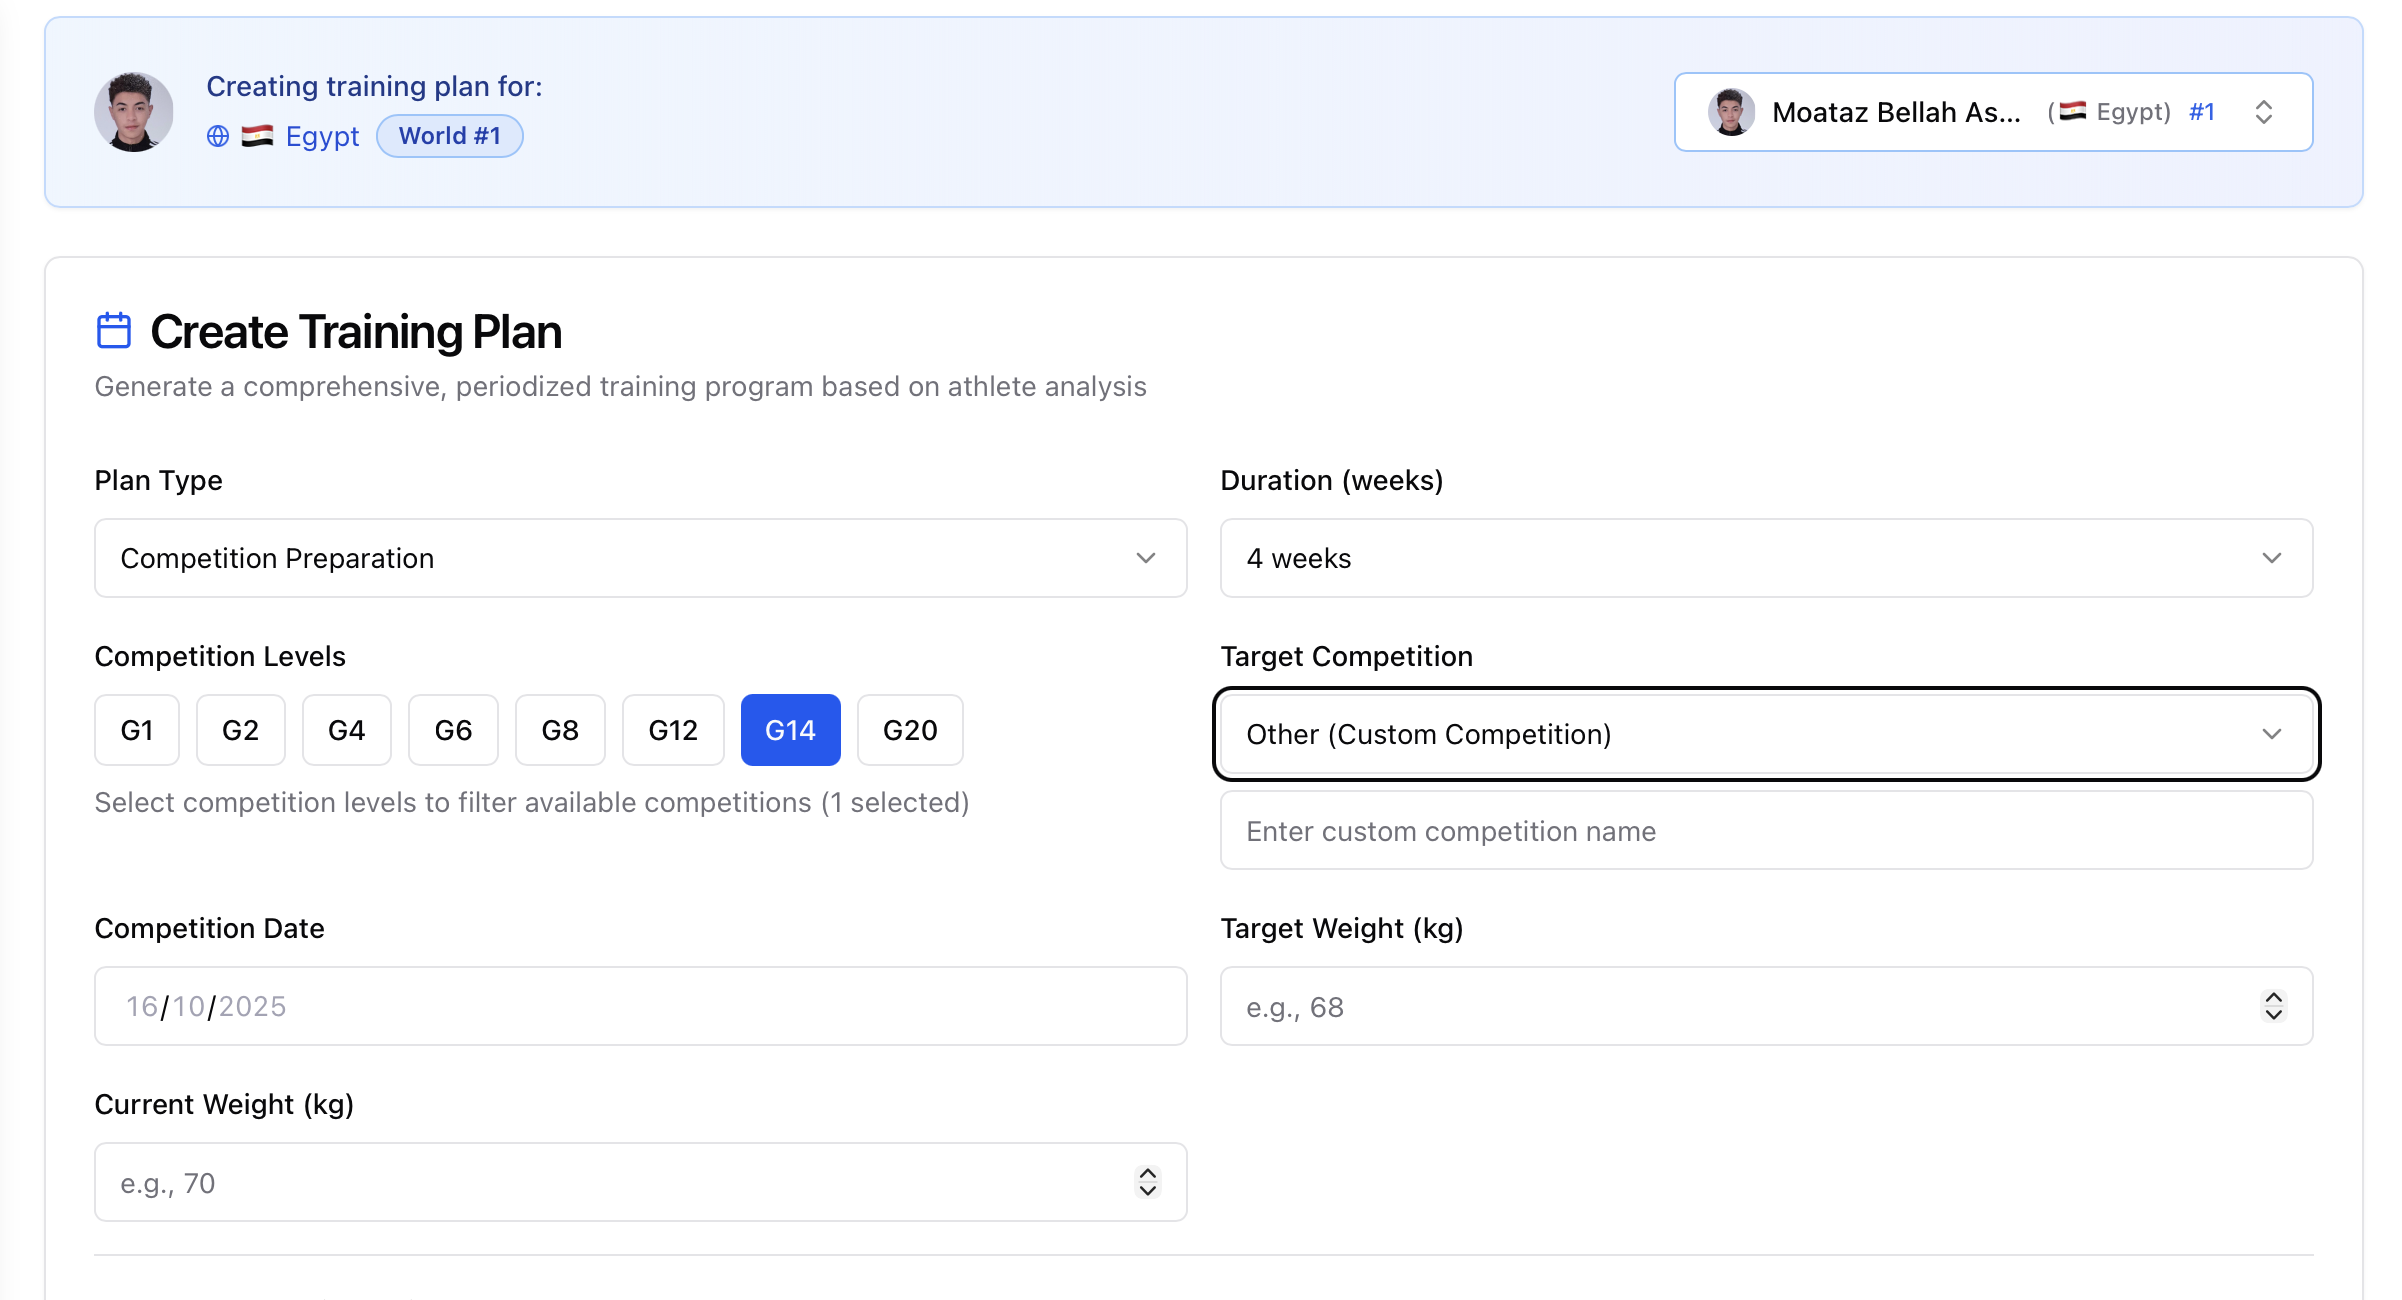 Creating training plan for:
Egypt World #1
Moataz Bellah As... (Egypt) #1
Create Training Plan
Generate a comprehensive, periodized training program based on athlete analysis
Plan Type
Competition Preparation
Duration (weeks)
4 weeks
Competition Levels
G1 G2 G4 G6 G8 G12 G14 G20
Select competition levels to filter available competitions (1 selected)
Target Competition
Other (Custom Competition)
Enter custom competition name
Competition Date
16/10/2025
Target Weight (kg)
e.g., 68
Current Weight (kg)
e.g., 70